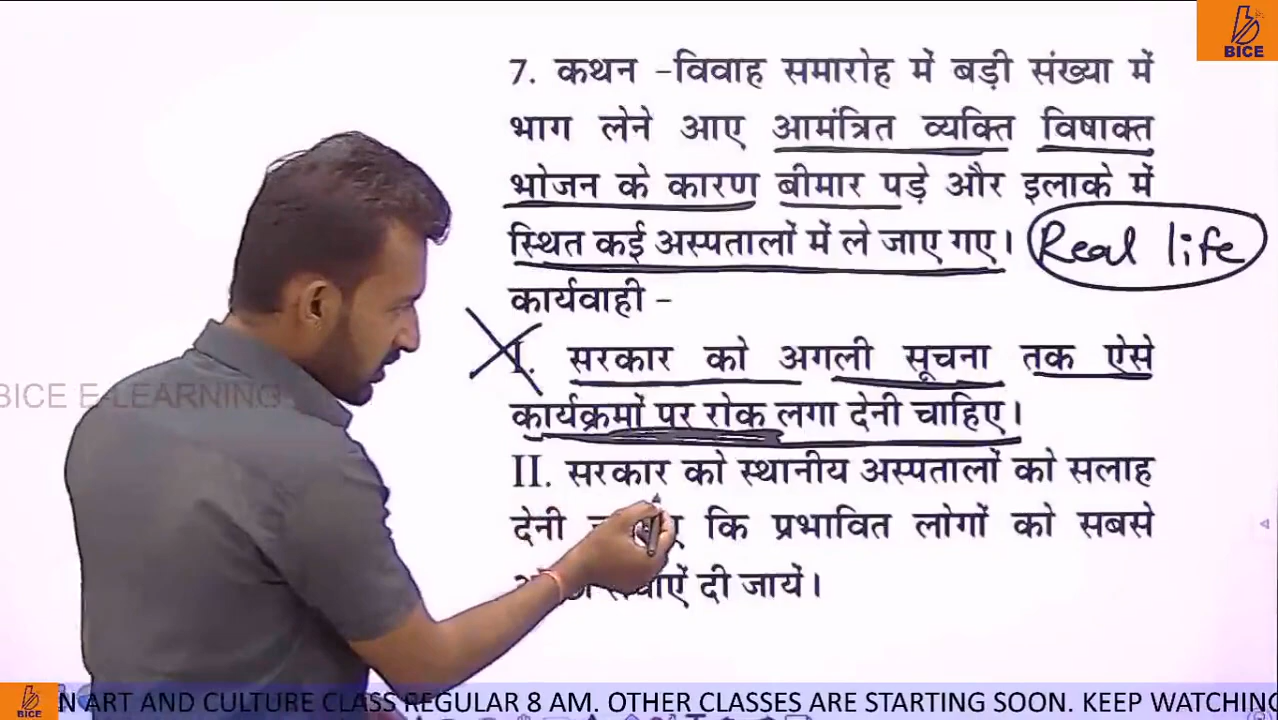 BICE
7. कथन -विवाह समारोह में बड़ी संख्या में
भाग लेने आए आमंत्रित व्यक्ति विषाक्त
भोजन के कारण बीमार पड़े और इलाके में
स्थित कई अस्पतालों में ले जाए गए। Real life
कार्यवाही -
I. सरकार को अगली सूचना तक ऐसे
BICE E-LEARNING
कार्यक्रमों पर रोक लगा देनी चाहिए।
II. सरकार को स्थानीय अस्पतालों को सलाह
देनी कि प्रभावित लोगों को सबसे
दी जायें।
BICE
N ART AND CULTURE CLASS REGULAR 8 AM. OTHER CLASSES ARE STARTING SOON. KEEP WATCHING